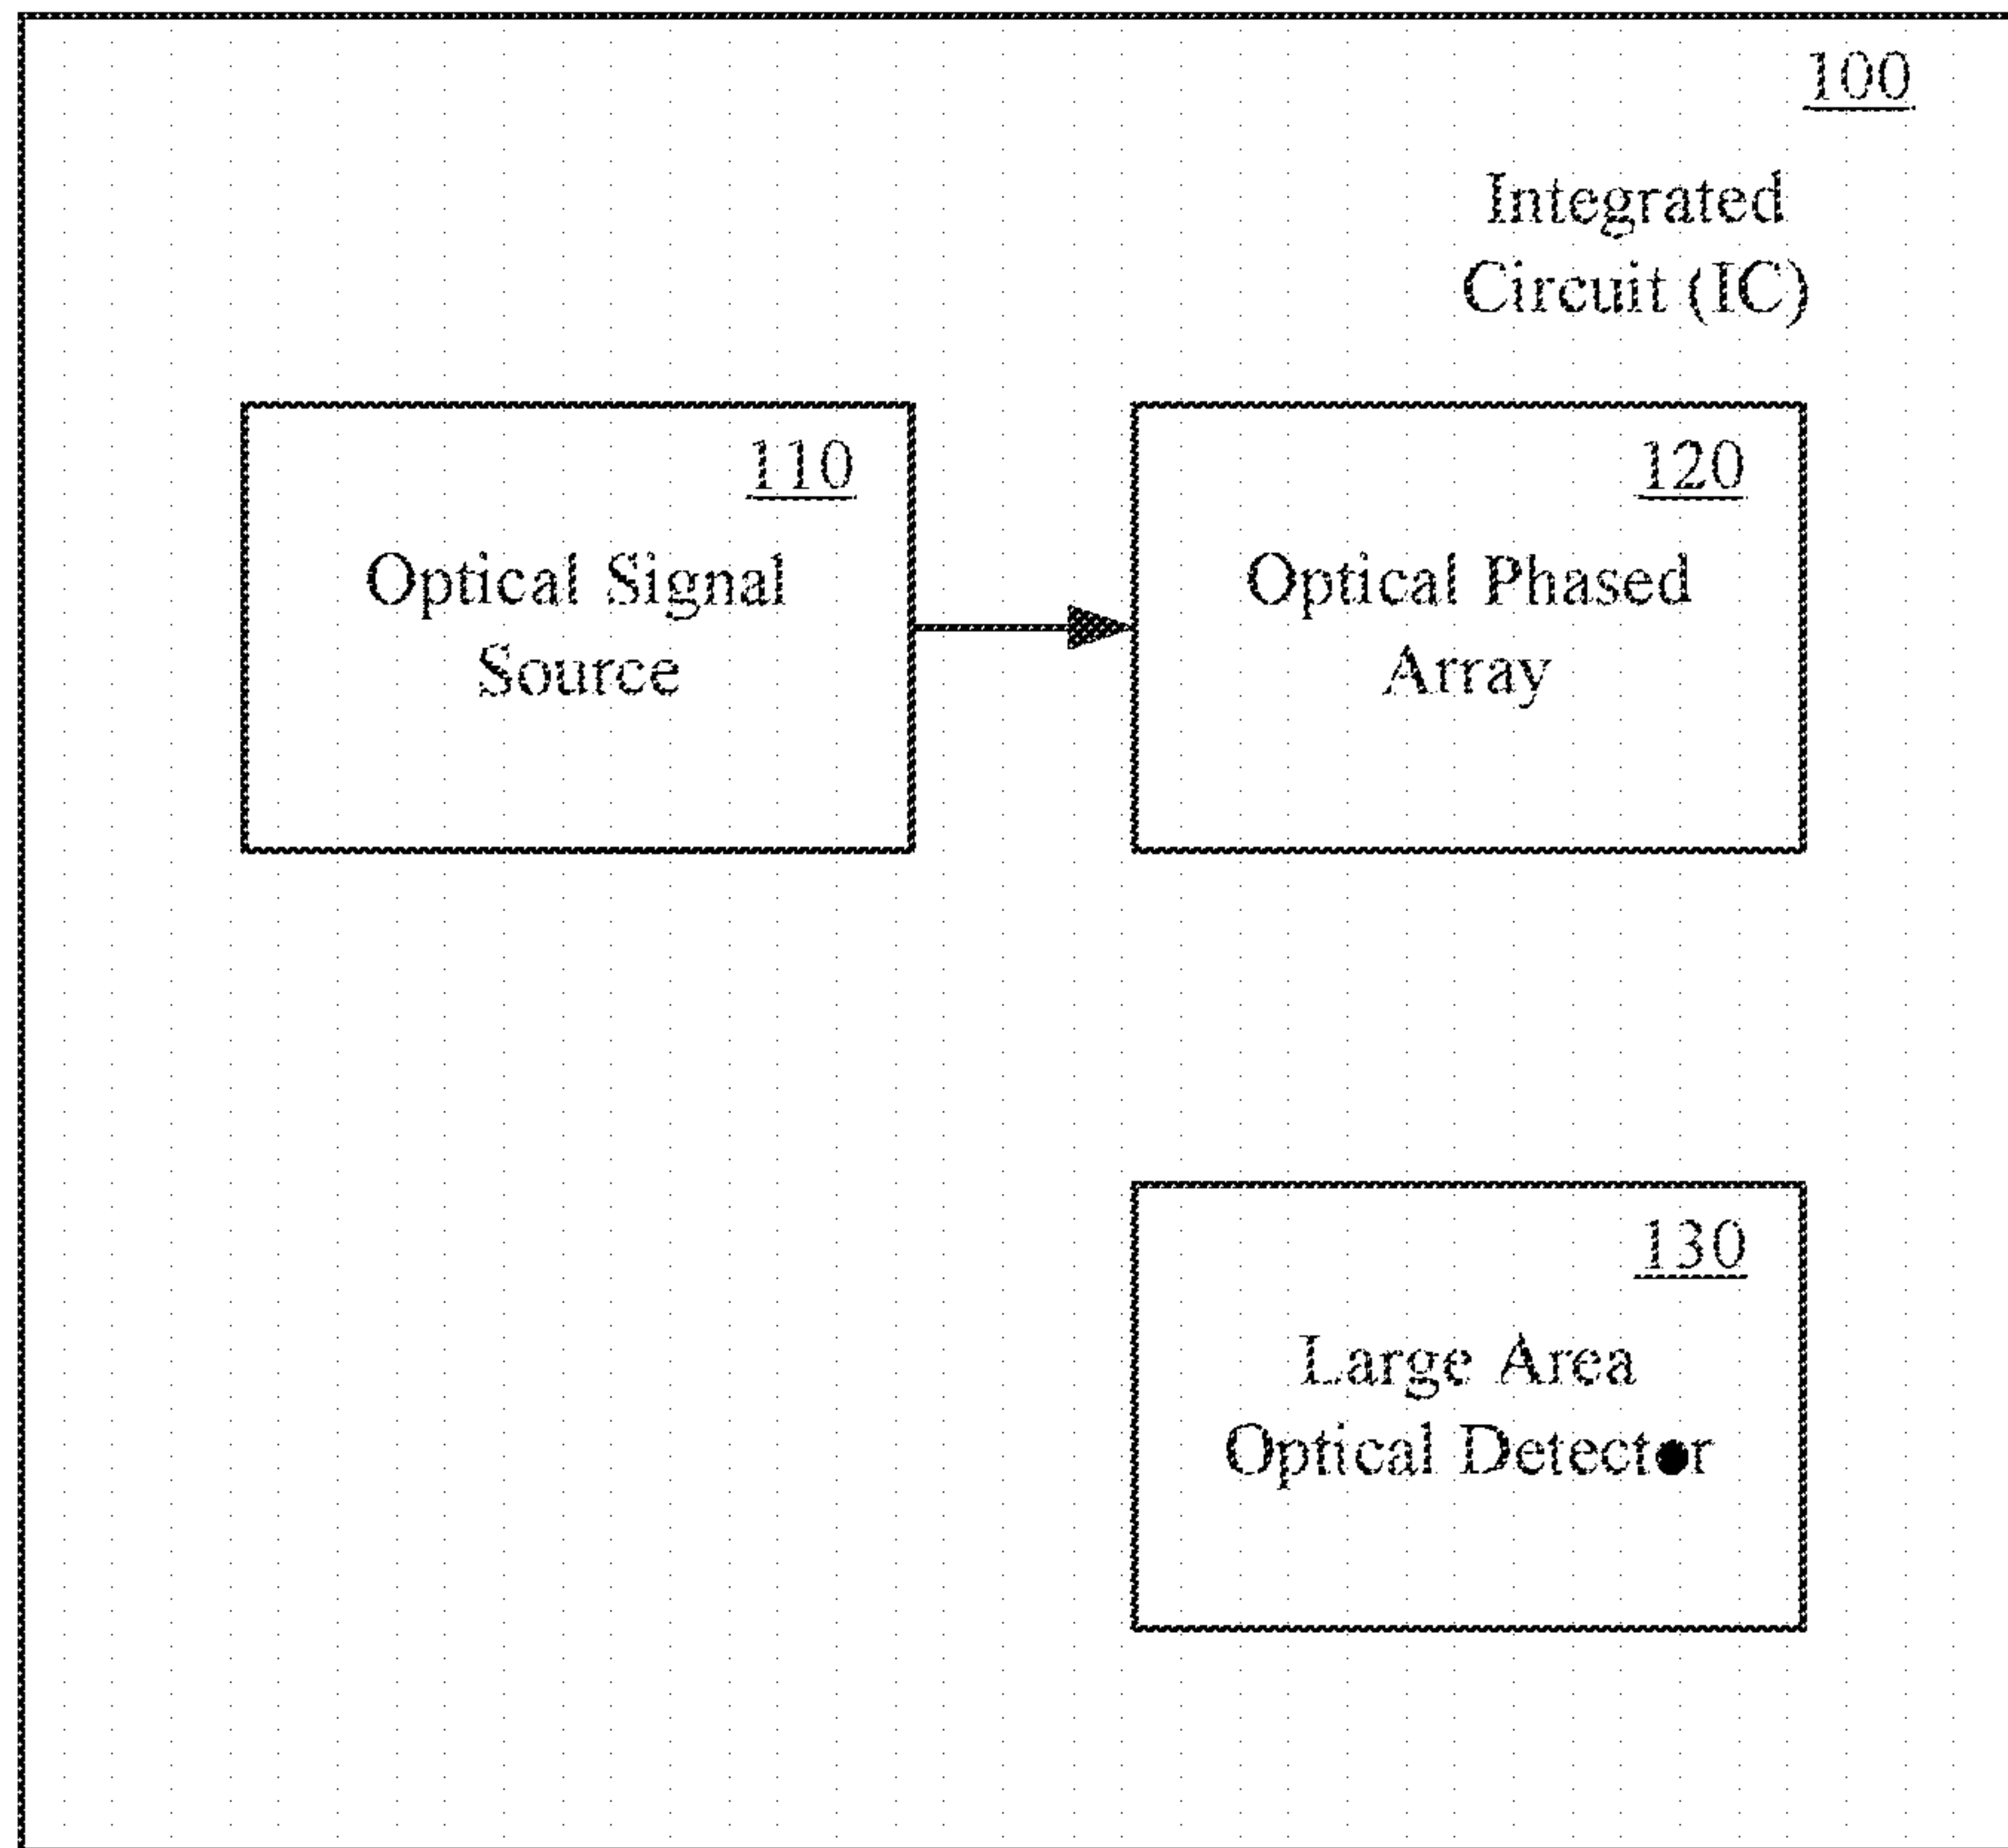 100
Integrated
Circuit (IC)
110
Optical Signal
Source
120
Optical Phased
Array
130
Large Area
Optical Detector